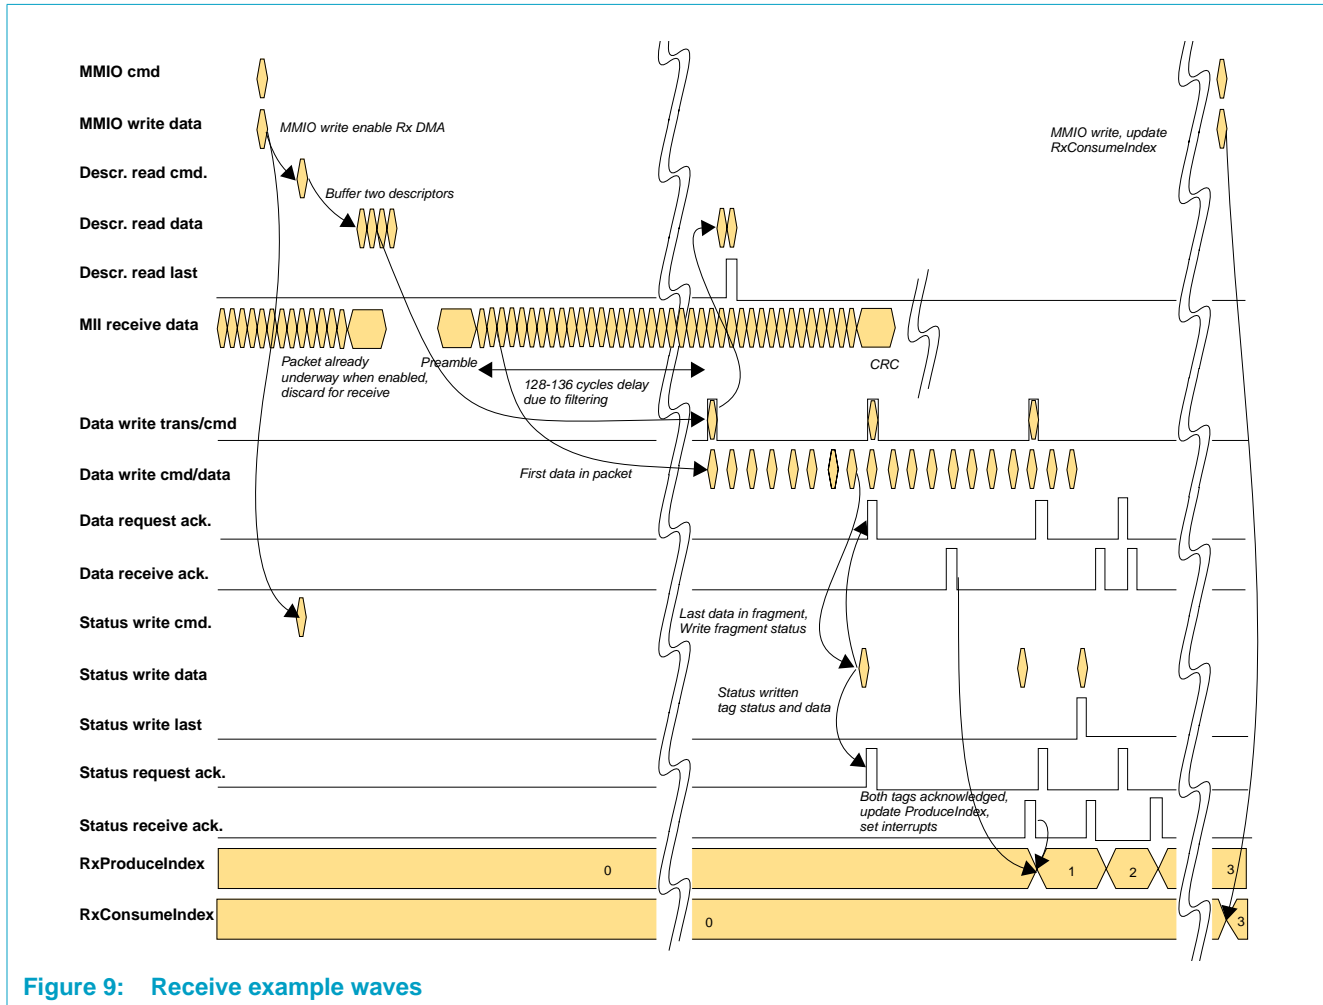 MMIO cmd
MMIO write data
MMIO write enable Rx DMA
MMIO write, update
RxConsumeIndex
Descr. read cmd.
Buffer two descriptors
Descr. read data
Descr. read last
MII receive data
Packet already
underway when enabled,
discard for receive
Preamble
128-136 cycles delay
due to filtering
CRC
Data write trans/cmd
Data write cmd/data
First data in packet
Data request ack.
Data receive ack.
Status write cmd.
Last data in fragment,
Write fragment status
Status write data
Status written
tag status and data
Status write last
Status request ack.
Both tags acknowledged,
update ProduceIndex,
set interrupts
Status receive ack.
RxProduceIndex
0
1
2
3
RxConsumeIndex
0
3
Figure 9: Receive example waves